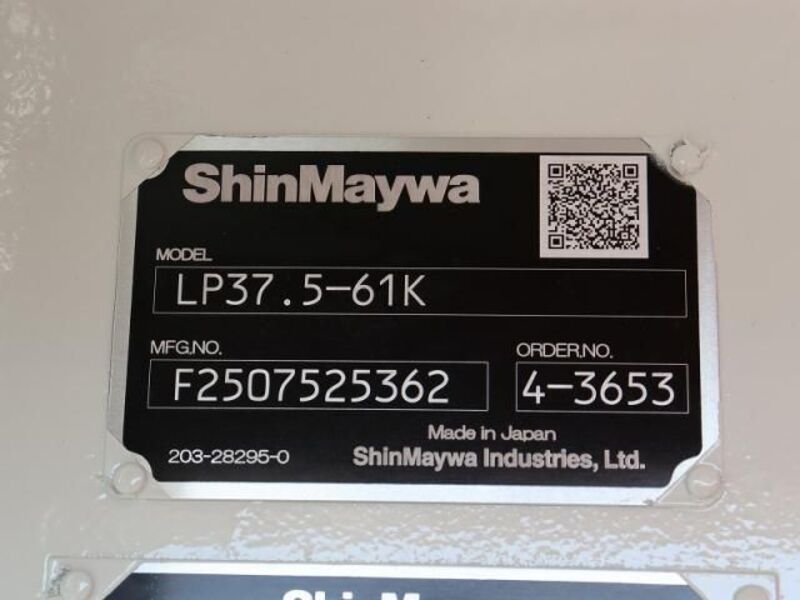 ShinMaywa
MODEL
LP37.5-61K
MFG.NO.
ORDER.NO.
F2507525362
4-3653
Made in Japan
203-28295-0
ShinMaywa Industries, Ltd.